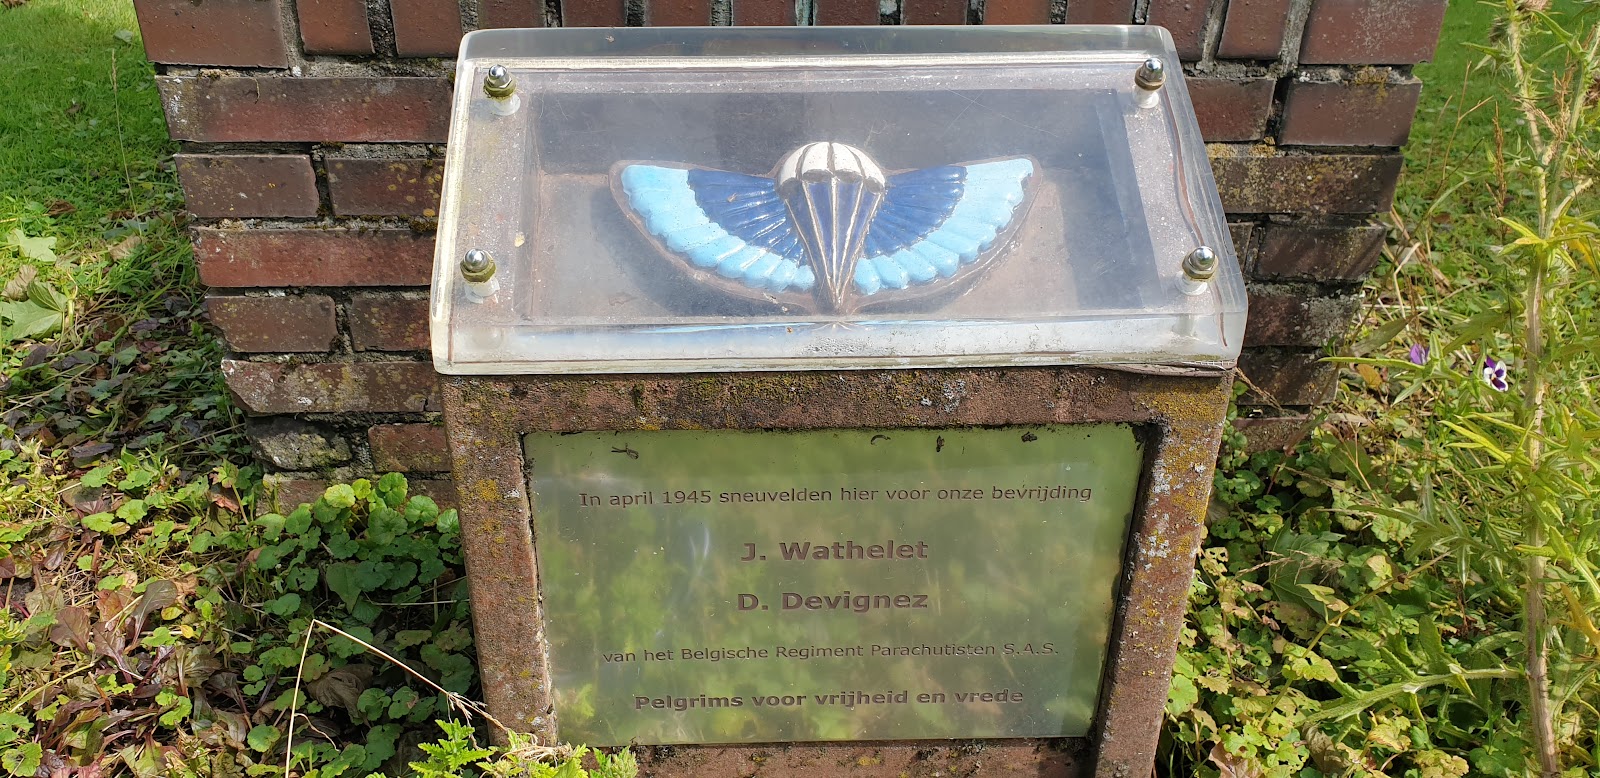 In april 1945 sneuvelden hier voor onze bevrijding
J. Wathelet
D. Devignez
van het Belgische Regiment Parachutisten S.A.S.
Pelgrims voor vrijheid en vrede